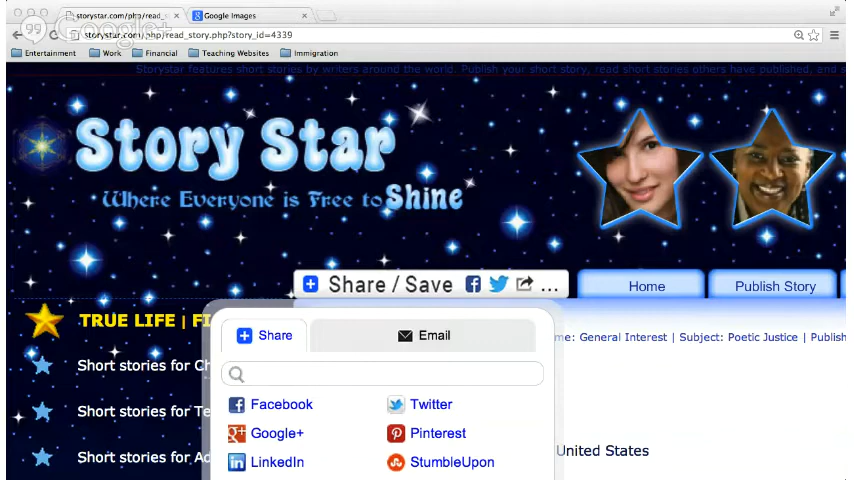 storystar.com/php/read_s
Google Images
Google+
storystar.com/php/read_story.php?story_id=4339
Entertainment
Work
Financial
Teaching Websites
Immigration
Storystar features short stories by writers around the world. Publish your short story, read short stories others have published, and s
Story Star
Where Everyone is Free to Shine
Share / Save
...
Home
Publish Story
TRUE LIFE | FI
Share
Email
me: General Interest | Subject: Poetic Justice | Publish
Short stories for Ch
Facebook
Twitter
Short stories for Te
Google+
Pinterest
United States
Short stories for Ad
LinkedIn
StumbleUpon